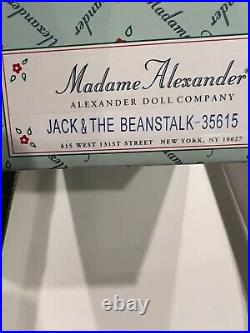 Madame Alexander®
ALEXANDER DOLL COMPANY
JACK & THE BEANSTALK-35615
615 WEST 131ST STREET NEW YORK, NY 10027